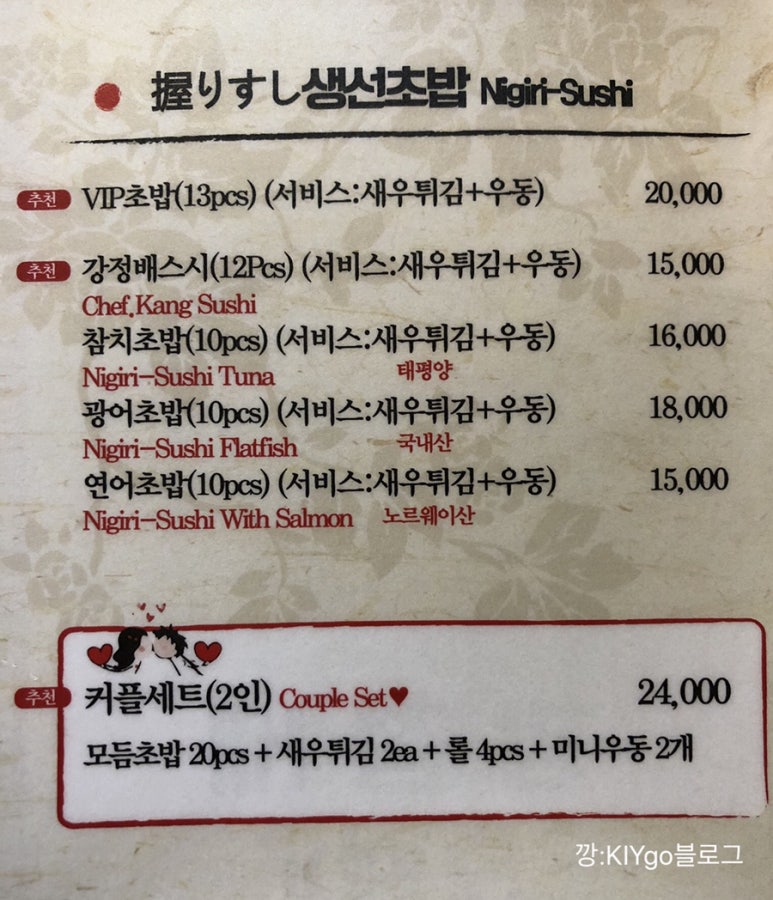 握りすし생선초밥 Nigiri-Sushi
추천 VIP초밥(13pcs) (서비스:새우튀김+우동) 20,000
추천 강정배스시(12Pcs) (서비스:새우튀김+우동) 15,000
Chef.Kang Sushi
참치초밥(10pcs) (서비스:새우튀김+우동) 16,000
Nigiri-Sushi Tuna 태평양
광어초밥(10pcs) (서비스:새우튀김+우동) 18,000
Nigiri-Sushi Flatfish 국내산
연어초밥(10pcs) (서비스:새우튀김+우동) 15,000
Nigiri-Sushi With Salmon 노르웨이산
추천 커플세트(2인) Couple Set♥ 24,000
모듬초밥 20pcs + 새우튀김 2ea + 롤 4pcs + 미니우동 2개
깡:KIYgo블로그